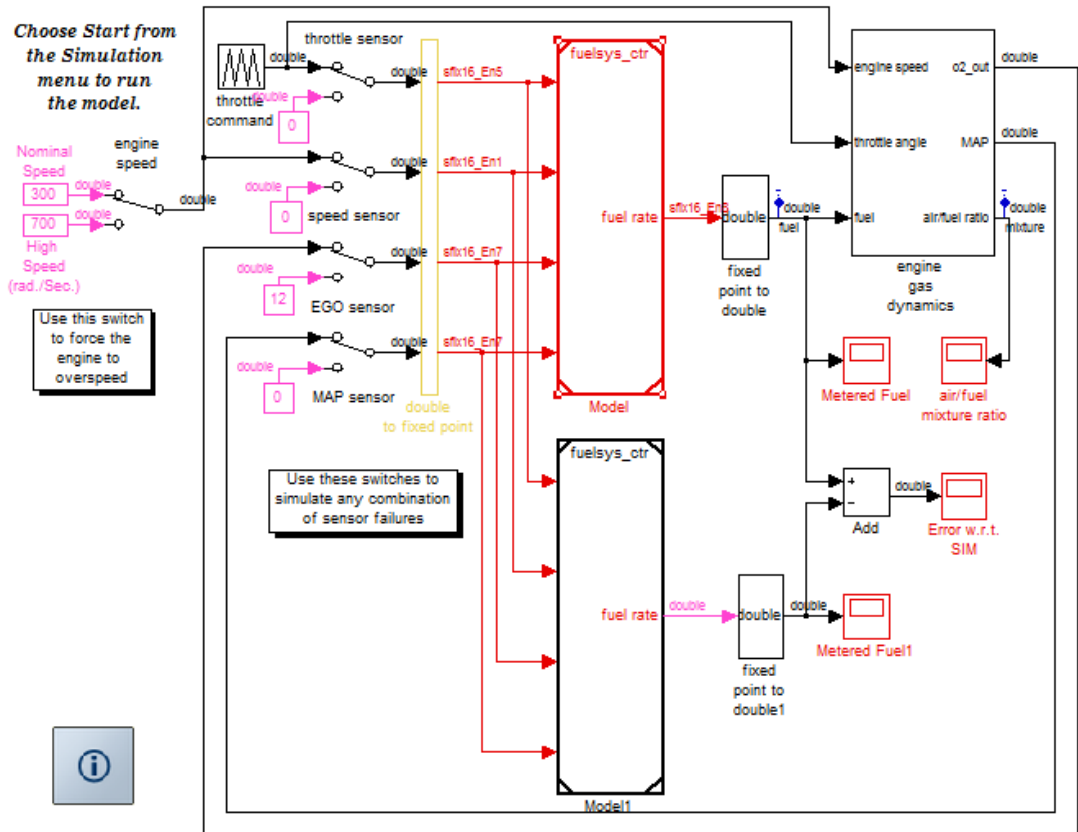 Choose Start from
the Simulation
menu to run
the model.
throttle sensor
double
double
sfix16_En5
double
0
throttle
command
engine
speed
Nominal
Speed
300
double
700
double
High
Speed
(rad./Sec.)
double
double
sfix16_En1
double
0
speed sensor
double
sfix16_En7
double
12
EGO sensor
double
sfix16_En7
double
0
MAP sensor
double
to fixed point
Use this switch
to force the
engine to
overspeed
Use these switches to
simulate any combination
of sensor failures
fuelsys_ctr
fuel rate
Model
fuelsys_ctr
fuel rate
Model1
double
double
fuel
fixed
point to
double
engine speed
o2_out
double
throttle angle
MAP
double
fuel
air/fuel ratio
double
mixture
engine
gas
dynamics
Metered Fuel
air/fuel
mixture ratio
+
−
Add
double
Error w.r.t.
SIM
double
double
double
fixed
point to
double1
Metered Fuel1